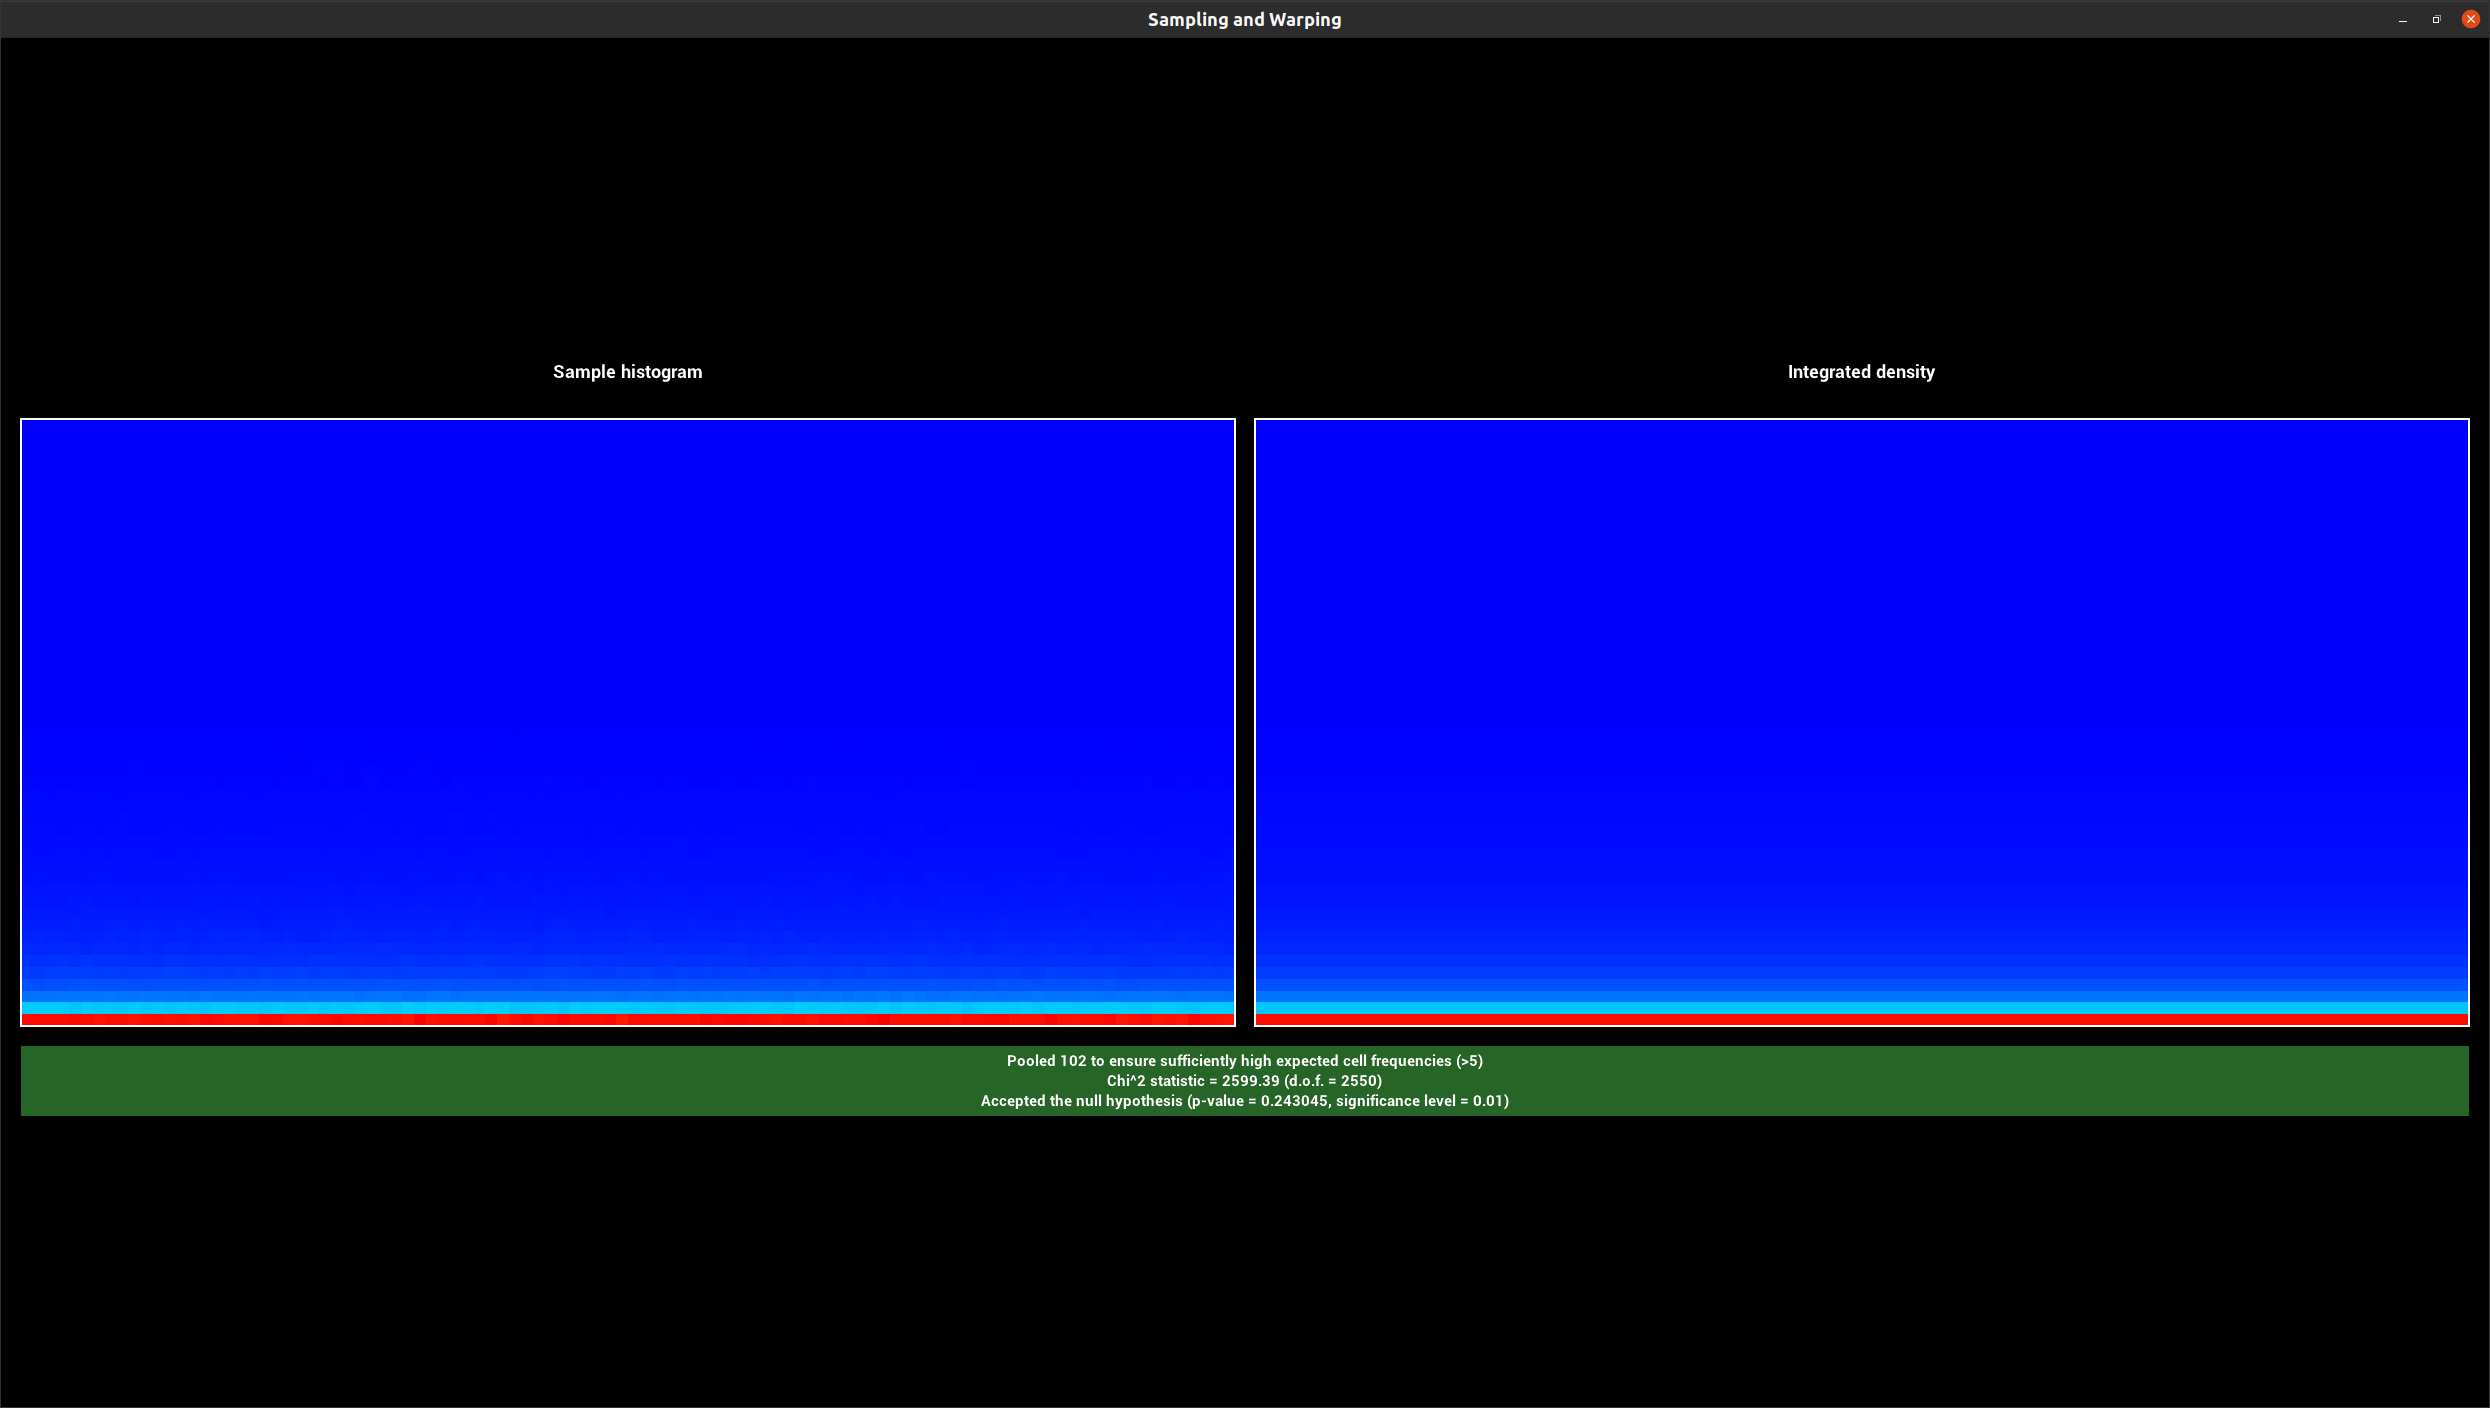 Sampling and Warping
Sample histogram
Integrated density
Pooled 102 to ensure sufficiently high expected cell frequencies (>5)
Chi^2 statistic = 2599.39 (d.o.f. = 2550)
Accepted the null hypothesis (p-value = 0.243045, significance level = 0.01)